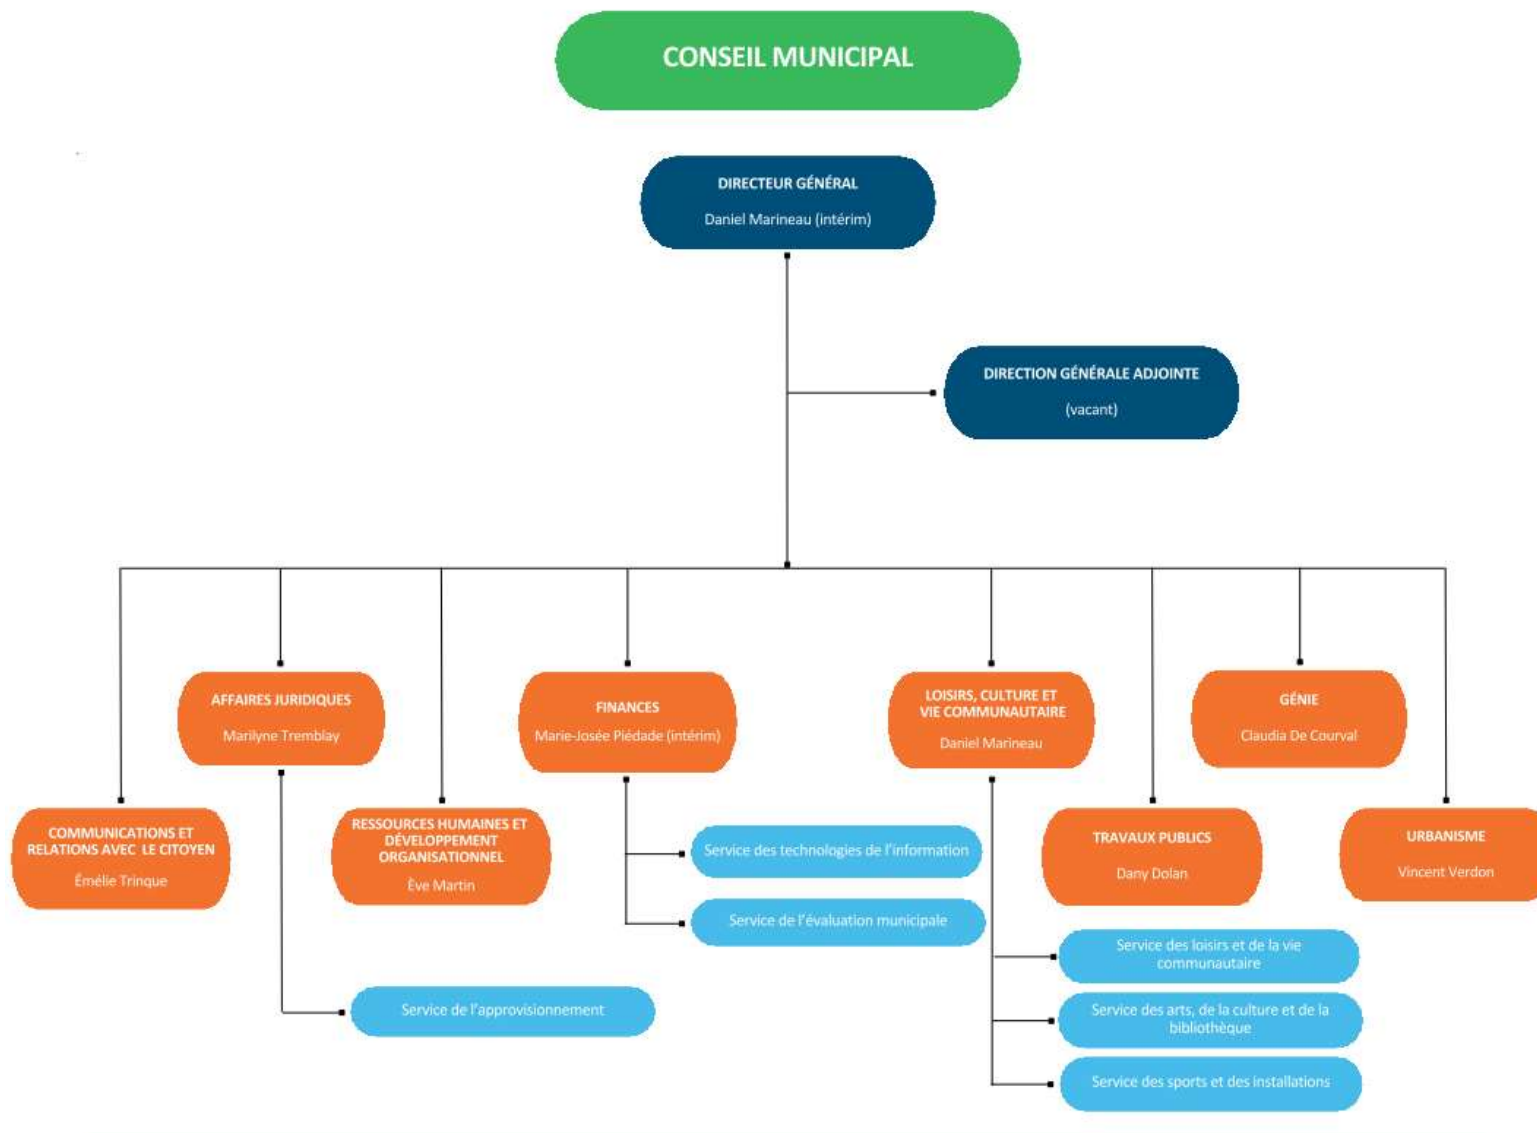 CONSEIL MUNICIPAL
DIRECTEUR GÉNÉRAL
Daniel Marineau (intérim)
DIRECTION GÉNÉRALE ADJOINTE
(vacant)
AFFAIRES JURIDIQUES
Marilyne Tremblay
FINANCES
Marie-Josée Piédade (intérim)
LOISIRS, CULTURE ET
VIE COMMUNAUTAIRE
Daniel Marineau
GÉNIE
Claudia De Courval
COMMUNICATIONS ET
RELATIONS AVEC LE CITOYEN
Émélie Trinque
RESSOURCES HUMAINES ET
DÉVELOPPEMENT
ORGANISATIONNEL
Ève Martin
TRAVAUX PUBLICS
Dany Dolan
URBANISME
Vincent Verdon
Service des technologies de l'information
Service de l'évaluation municipale
Service de l'approvisionnement
Service des loisirs et de la vie
communautaire
Service des arts, de la culture et de la
bibliothèque
Service des sports et des installations